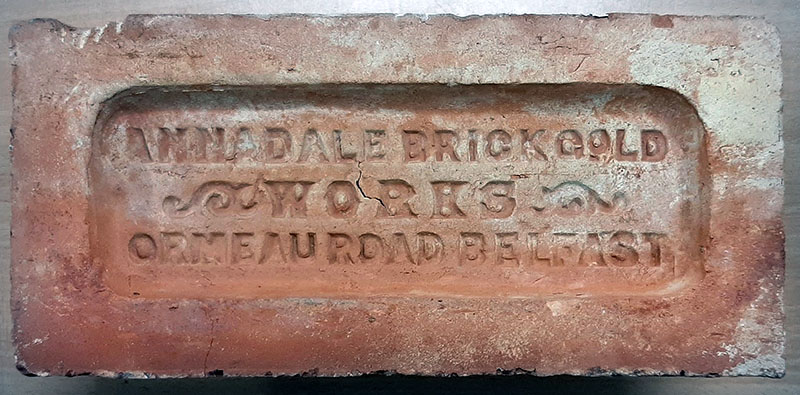 ANNADALE BRICK GOLD
WORKS
ORMEAU ROAD BELFAST